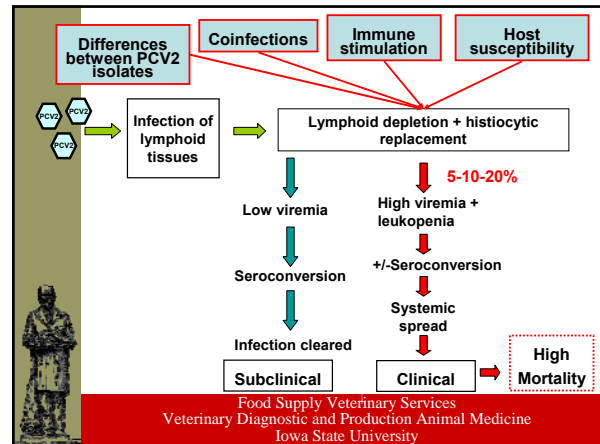 Differences
between PCV2
isolates
Coinfections
Immune
stimulation
Host
susceptibility
PCV2
PCV2
PCV2
Infection of
lymphoid
tissues
Lymphoid depletion + histiocytic
replacement
5-10-20%
Low viremia
High viremia +
leukopenia
Seroconversion
+/-Seroconversion
Systemic
spread
Infection cleared
Subclinical
Clinical
High
Mortality
Food Supply Veterinary Services
Veterinary Diagnostic and Production Animal Medicine
Iowa State University